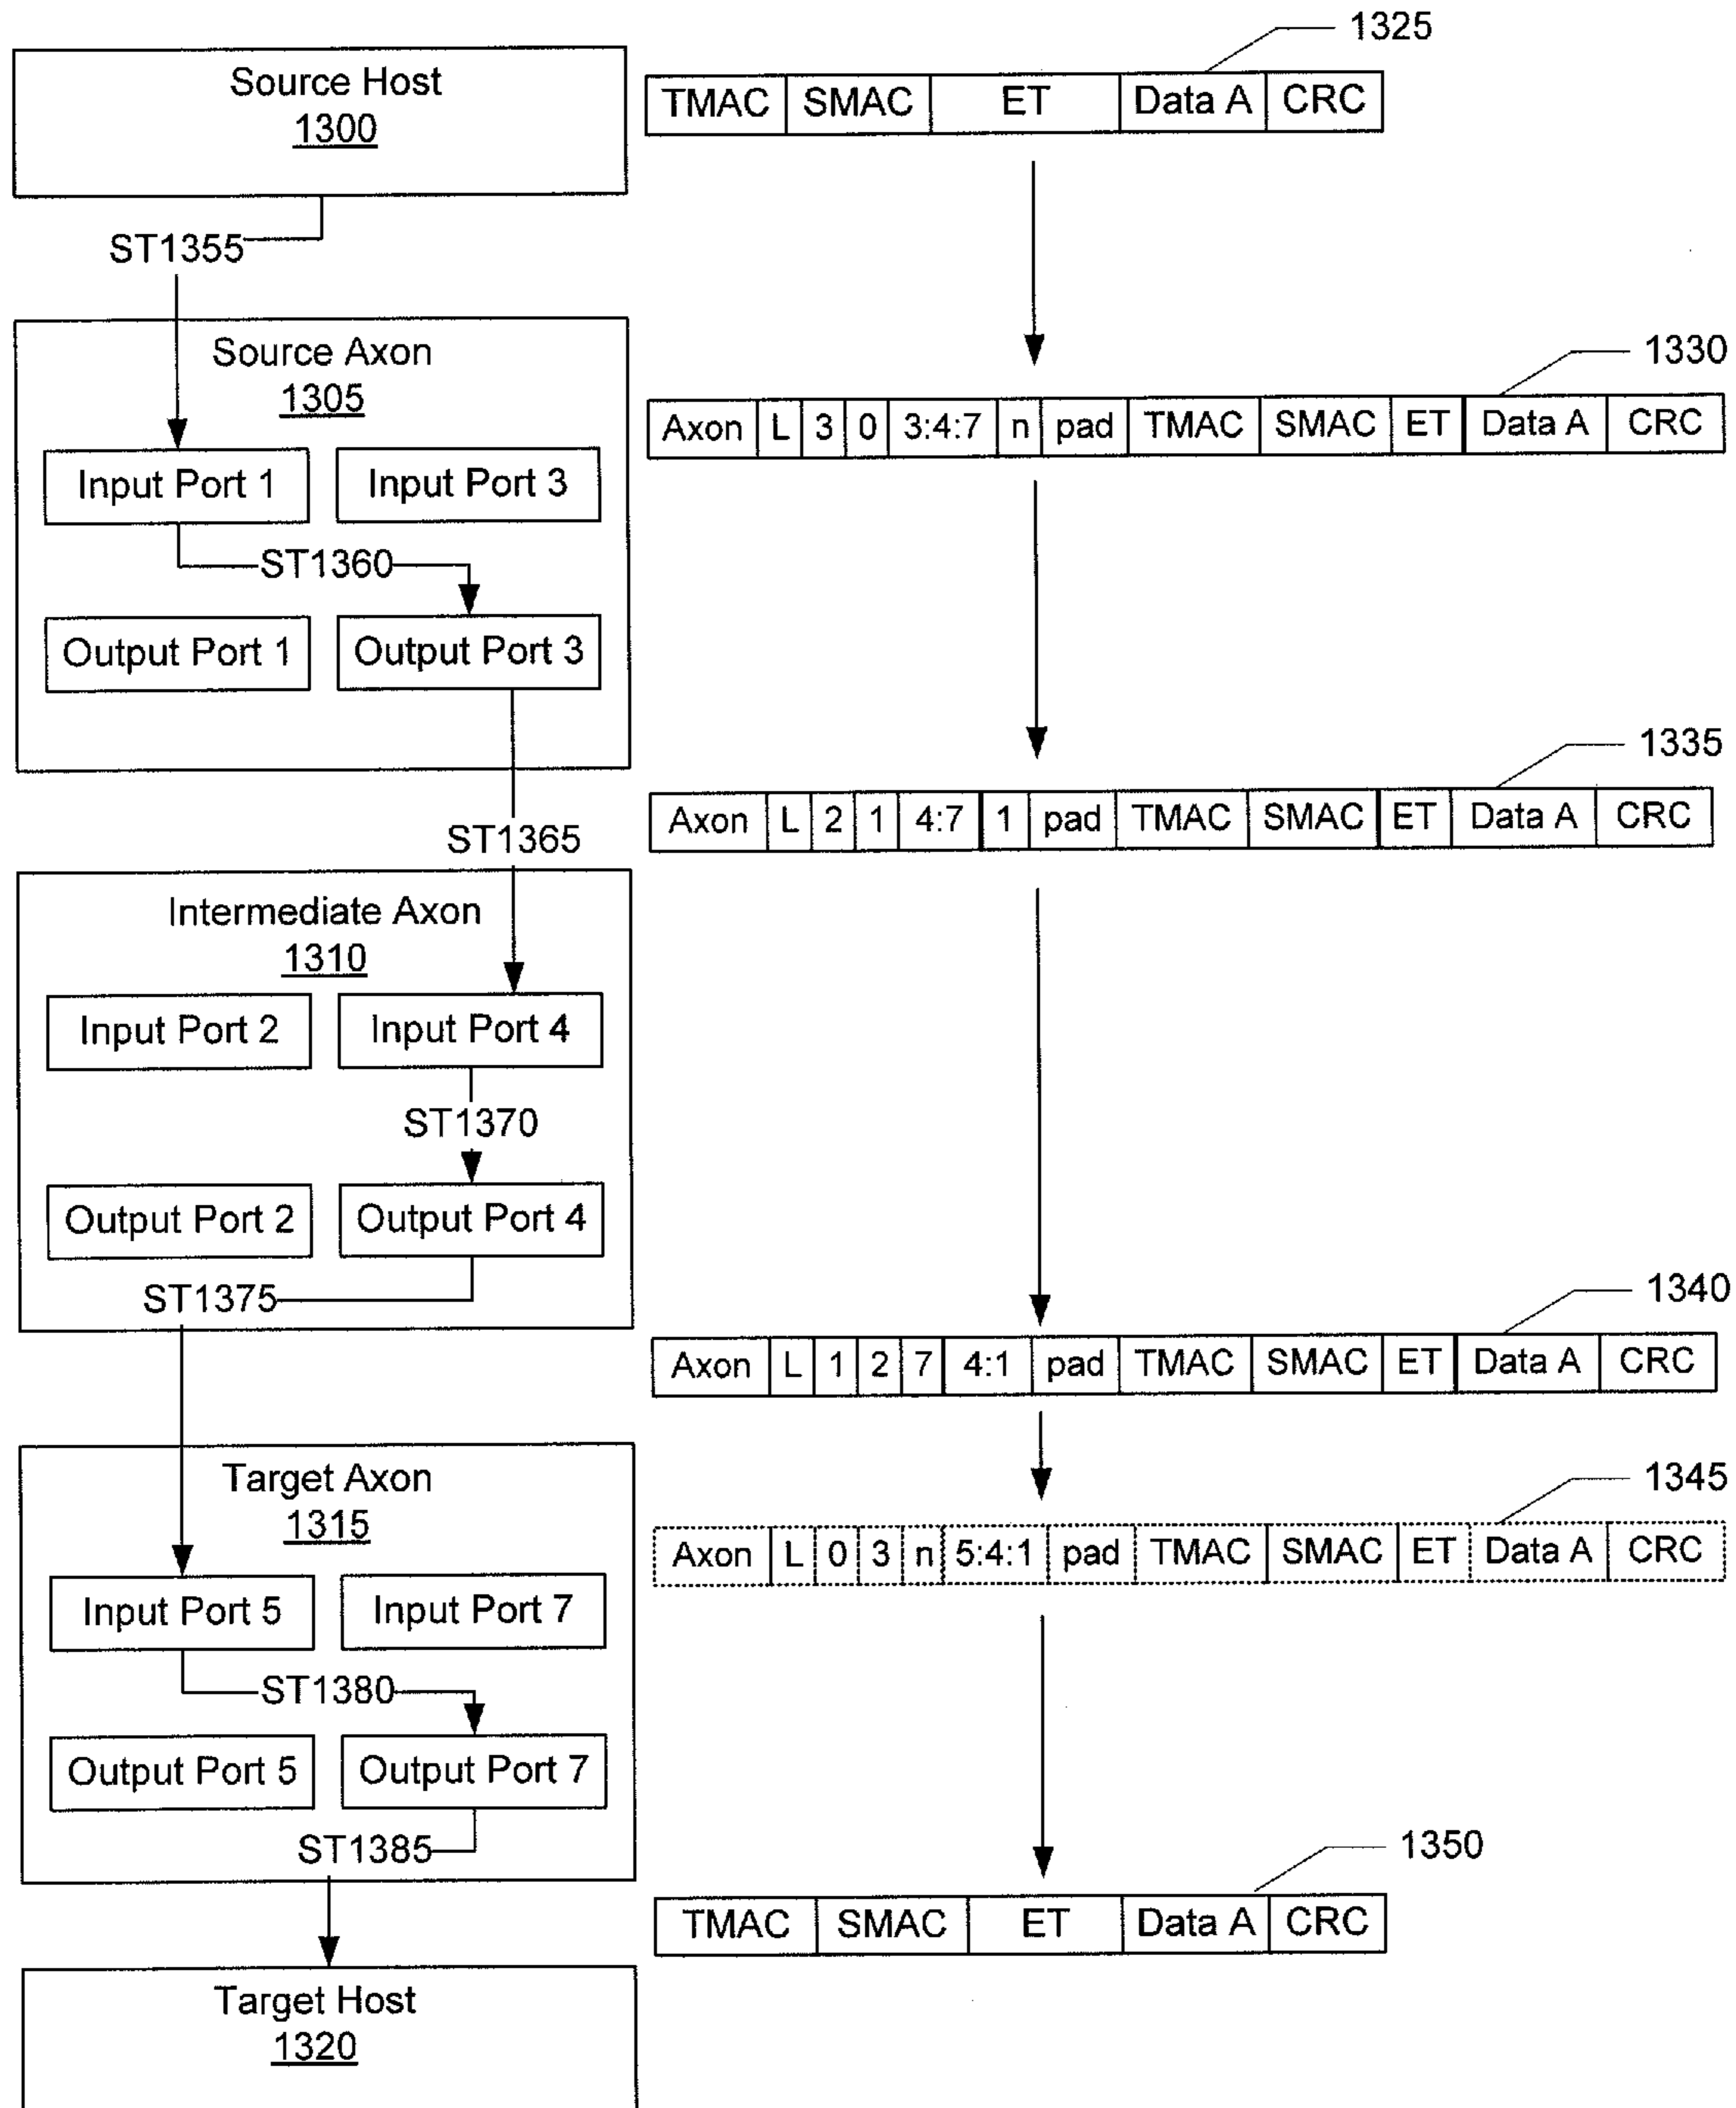 1325
Source Host
1300
TMAC SMAC ET Data A CRC
ST1355
1330
Source Axon
1305
Axon L 3 0 3:4:7 n pad TMAC SMAC ET Data A CRC
Input Port 1 Input Port 3
ST1360
Output Port 1 Output Port 3
1335
Axon L 2 1 4:7 1 pad TMAC SMAC ET Data A CRC
ST1365
Intermediate Axon
1310
Input Port 2 Input Port 4
ST1370
Output Port 2 Output Port 4
ST1375
1340
Axon L 1 2 7 4:1 pad TMAC SMAC ET Data A CRC
Target Axon
1315
1345
Axon L 0 3 n 5:4:1 pad TMAC SMAC ET Data A CRC
Input Port 5 Input Port 7
ST1380
Output Port 5 Output Port 7
ST1385
1350
TMAC SMAC ET Data A CRC
Target Host
1320